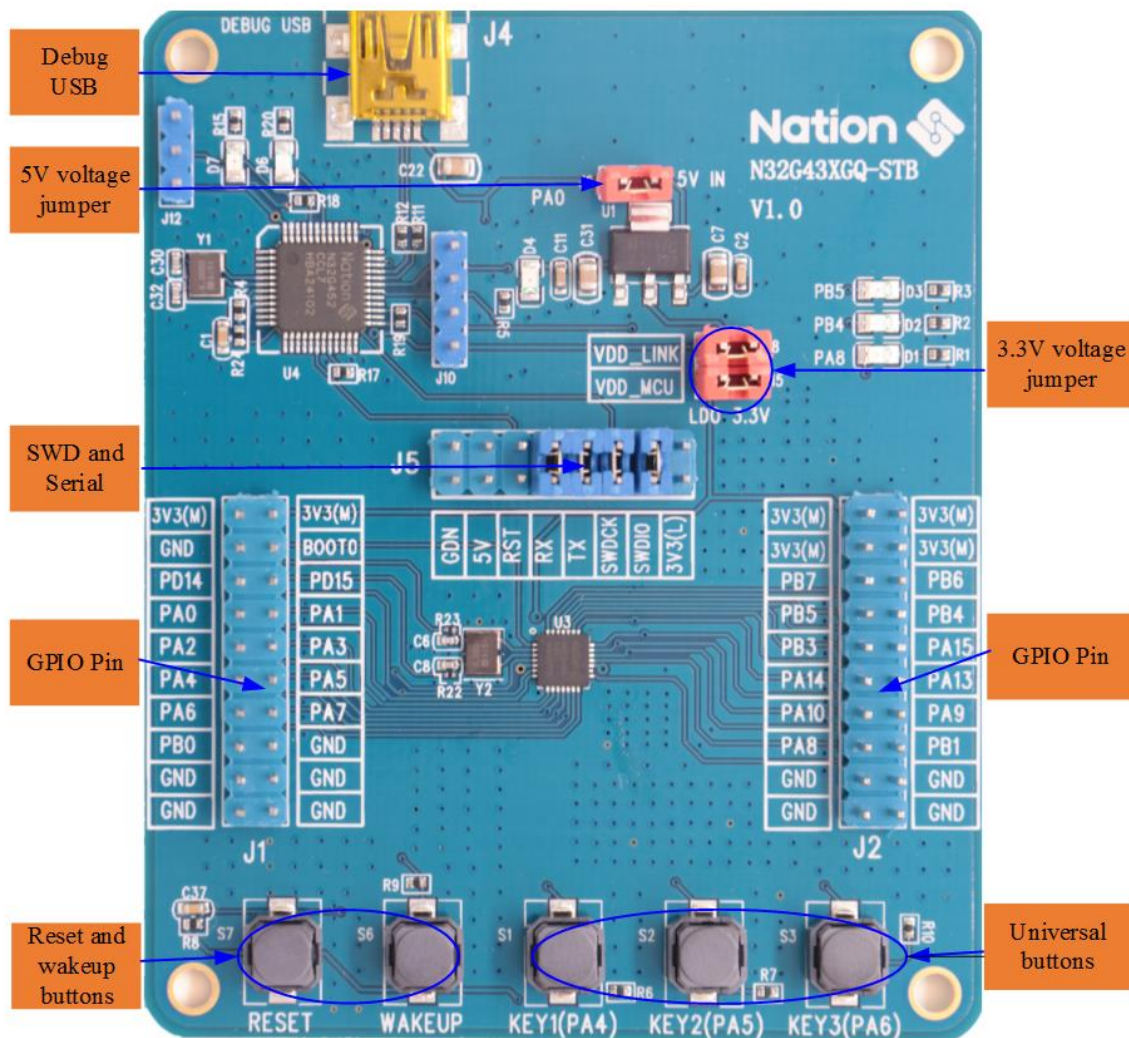 DEBUG USB
J4
Debug
USB
Nation
N32G43XGQ-STB
V1.0
R15
R20
D7
D6
5V voltage
jumper
C22
5V IN
PA0
U1
J12
R18
R12
R11
Y1
C30
C32
Nation
N32G452
D4
C11
C31
C7
C2
PB5
D3
R3
PB4
D2
R2
PA8
D1
R1
R4
C1
R19
R5
U4
R17
J10
VDD_LINK
VDD_MCU
LDO 3.3V
3.3V voltage
jumper
SWD and
Serial
J5
GDN
5V
RST
RX
TX
SWDCK
SWDIO
3V3(L)
3V3(M)
3V3(M)
GND
BOOT0
PD14
PD15
PA0
PA1
PA2
PA3
PA4
PA5
PA6
PA7
PB0
GND
GND
GND
GND
GND
J1
GPIO Pin
R23
C6
C8
R22
Y2
U3
3V3(M)
3V3(M)
3V3(M)
3V3(M)
PB7
PB6
PB5
PB4
PB3
PA15
PA14
PA13
PA10
PA9
PA8
PB1
GND
GND
GND
GND
J2
GPIO Pin
C37
R8
R9
S7
S6
S1
S2
S3
R10
R6
R7
Reset and
wakeup
buttons
Universal
buttons
RESET
WAKEUP
KEY1(PA4)
KEY2(PA5)
KEY3(PA6)